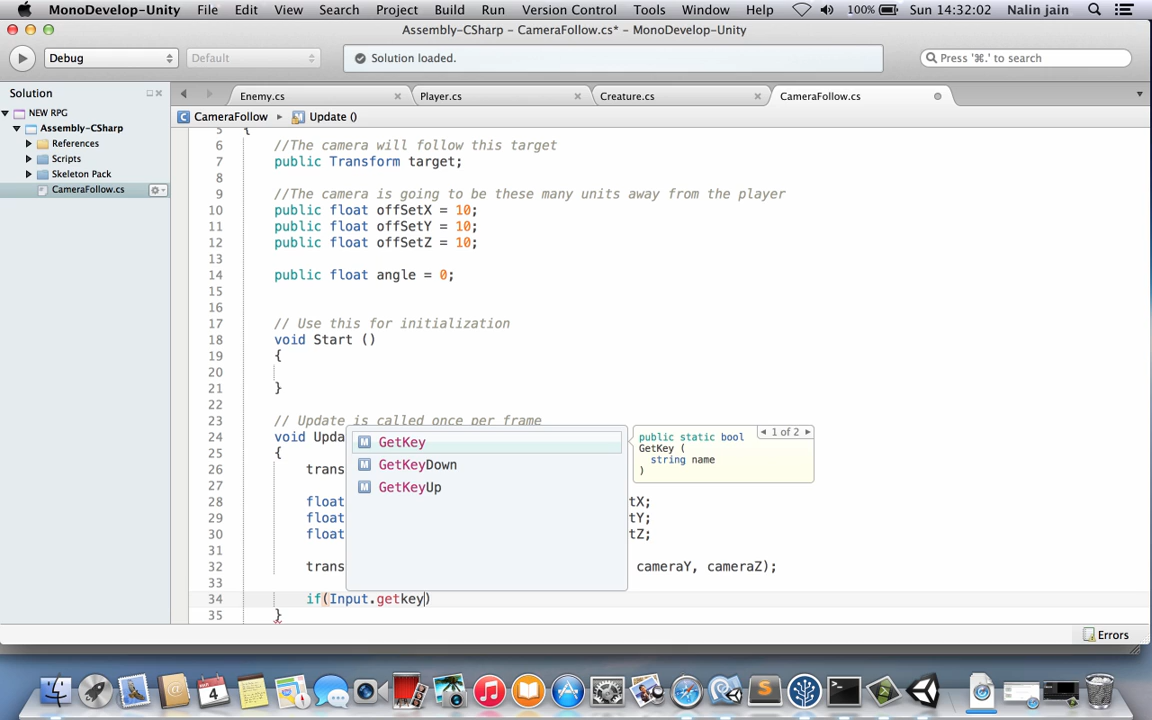 MonoDevelop-Unity File Edit View Search Project Build Run Version Control Tools Window Help 100% Sun 14:32:02 Nalin jain
Assembly-CSharp – CameraFollow.cs* – MonoDevelop-Unity
Debug Default Solution loaded. Press '⌘.' to search
Solution
NEW RPG
Assembly-CSharp
References
Scripts
Skeleton Pack
CameraFollow.cs
Enemy.cs Player.cs Creature.cs CameraFollow.cs
CameraFollow Update ()
5 {
6 //The camera will follow this target
7 public Transform target;
8
9 //The camera is going to be these many units away from the player
10 public float offSetX = 10;
11 public float offSetY = 10;
12 public float offSetZ = 10;
13
14 public float angle = 0;
15
16
17 // Use this for initialization
18 void Start ()
19 {
20
21 }
22
23 // Update is called once per frame
24 void Upda
25 {
26 trans
27
28 float tX;
29 float tY;
30 float tZ;
31
32 trans cameraY, cameraZ);
33
34 if(Input.getkey)
35 }
GetKey
GetKeyDown
GetKeyUp
1 of 2
public static bool
GetKey (
string name
)
Errors
4